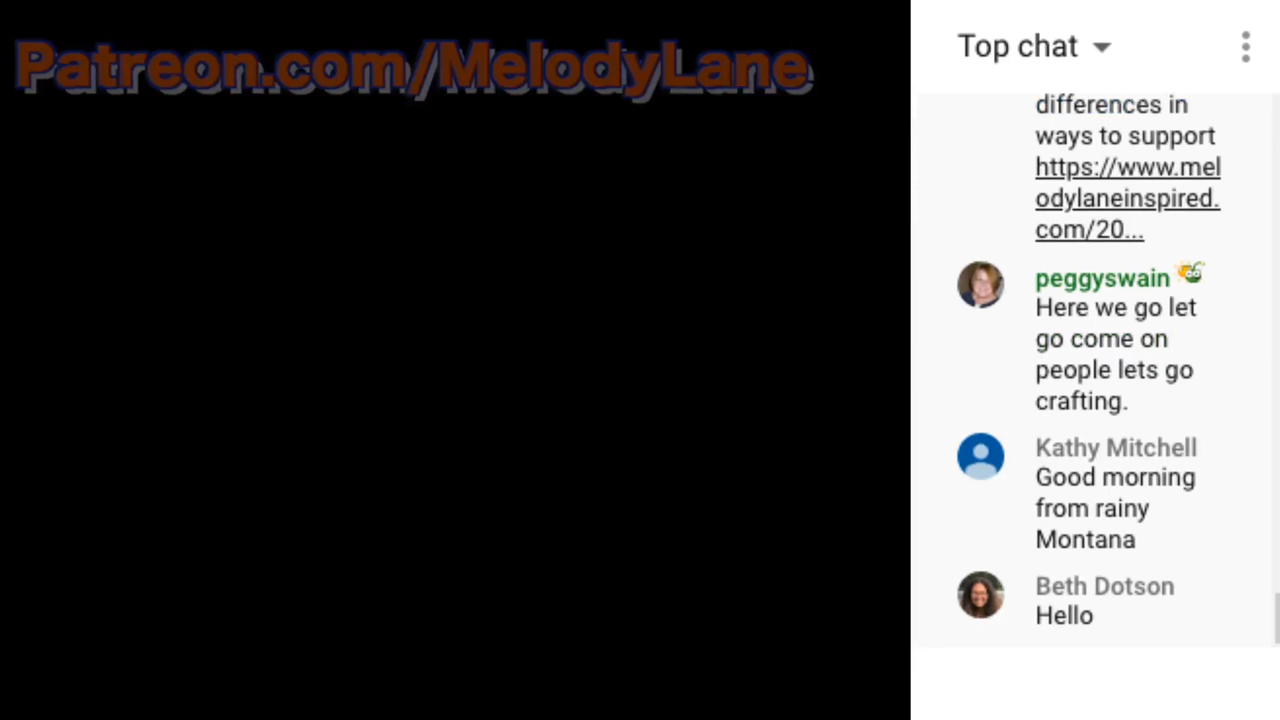 Patreon.com/MelodyLane
Top chat
differences in
ways to support
https://www.mel
odylaneinspired.
com/20...
peggyswain
Here we go let
go come on
people lets go
crafting.
Kathy Mitchell
Good morning
from rainy
Montana
Beth Dotson
Hello